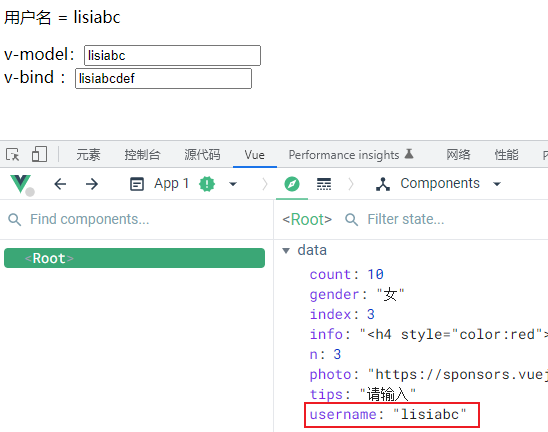 用户名 = lisiabc
v-model：lisiabc
v-bind ：lisiabcdef
元素 控制台 源代码 Vue Performance insights 网络 性能
App 1 Components
Find components... <Root> Filter state...
<Root>
data
count: 10
gender: "女"
index: 3
info: "<h4 style="color:red">
n: 3
photo: "https://sponsors.vuej
tips: "请输入"
username: "lisiabc"